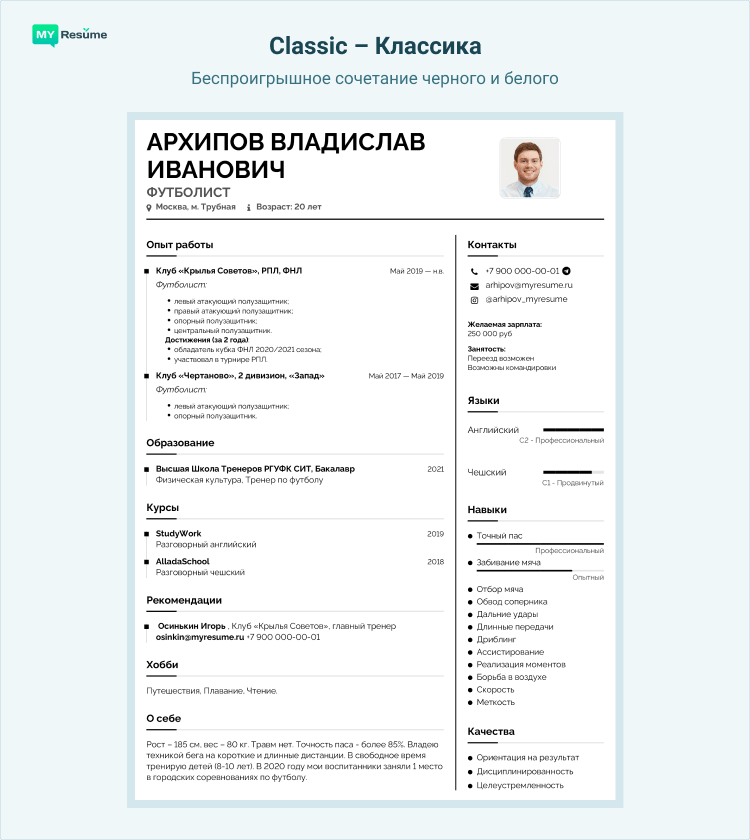 MY Resume
Classic – Классика
Беспроигрышное сочетание черного и белого
АРХИПОВ ВЛАДИСЛАВ
ИВАНОВИЧ
ФУТБОЛИСТ
Москва, м. Трубная Возраст: 20 лет
Опыт работы
Клуб «Крылья Советов», РПЛ, ФНЛ Май 2019 — н.в.
Футболист:
левый атакующий полузащитник;
правый атакующий полузащитник;
опорный полузащитник;
центральный полузащитник.
Достижения (за 2 года):
обладатель кубка ФНЛ 2020/2021 сезона;
участвовал в турнире РПЛ.
Клуб «Чертаново», 2 дивизион, «Запад» Май 2017 — Май 2019
Футболист:
левый атакующий полузащитник;
опорный полузащитник.
Образование
Высшая Школа Тренеров РГУФК СИТ, Бакалавр 2021
Физическая культура, Тренер по футболу
Курсы
StudyWork 2019
Разговорный английский
AlladaSchool 2018
Разговорный чешский
Рекомендации
Осинькин Игорь , Клуб «Крылья Советов», главный тренер
osinkin@myresume.ru +7 900 000-00-01
Хобби
Путешествия, Плавание, Чтение.
О себе
Рост – 185 см, вес – 80 кг. Травм нет. Точность паса - более 85%. Владею
техникой бега на короткие и длинные дистанции. В свободное время
тренирую детей (8-10 лет). В 2020 году мои воспитанники заняли 1 место
в городских соревнованиях по футболу.
Контакты
+7 900 000-00-01
arhipov@myresume.ru
@arhipov_myresume
Желаемая зарплата:
250 000 руб
Занятость:
Переезд возможен
Возможны командировки
Языки
Английский
C2 - Профессиональный
Чешский
C1 - Продвинутый
Навыки
Точный пас
Профессиональный
Забивание мяча
Опытный
Отбор мяча
Обвод соперника
Дальние удары
Длинные передачи
Дриблинг
Ассистирование
Реализация моментов
Борьба в воздухе
Скорость
Меткость
Качества
Ориентация на результат
Дисциплинированность
Целеустремленность